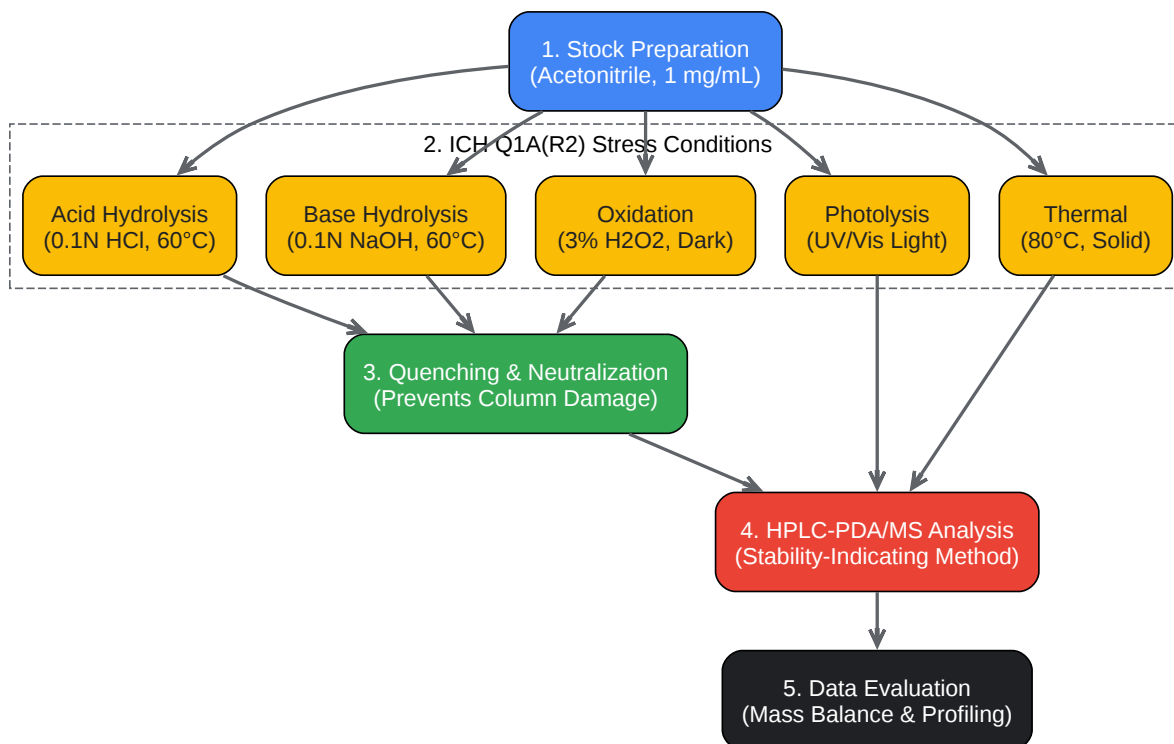 1. Stock Preparation
(Acetonitrile, 1 mg/mL)
2. ICH Q1A(R2) Stress Conditions
Acid Hydrolysis
(0.1N HCl, 60°C)
Base Hydrolysis
(0.1N NaOH, 60°C)
Oxidation
(3% H2O2, Dark)
Photolysis
(UV/Vis Light)
Thermal
(80°C, Solid)
3. Quenching & Neutralization
(Prevents Column Damage)
4. HPLC-PDA/MS Analysis
(Stability-Indicating Method)
5. Data Evaluation
(Mass Balance & Profiling)